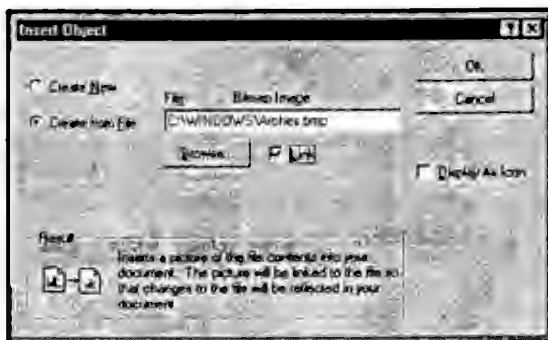 Insert Object
Create New
Create from File
File: Bitmap Image
C:\WINDOWS\Arches.bmp
Browse... Link
OK
Cancel
Display As Icon
Result
Inserts a picture of the file contents into your
document. The picture will be linked to the file so
that changes to the file will be reflected in your
document.